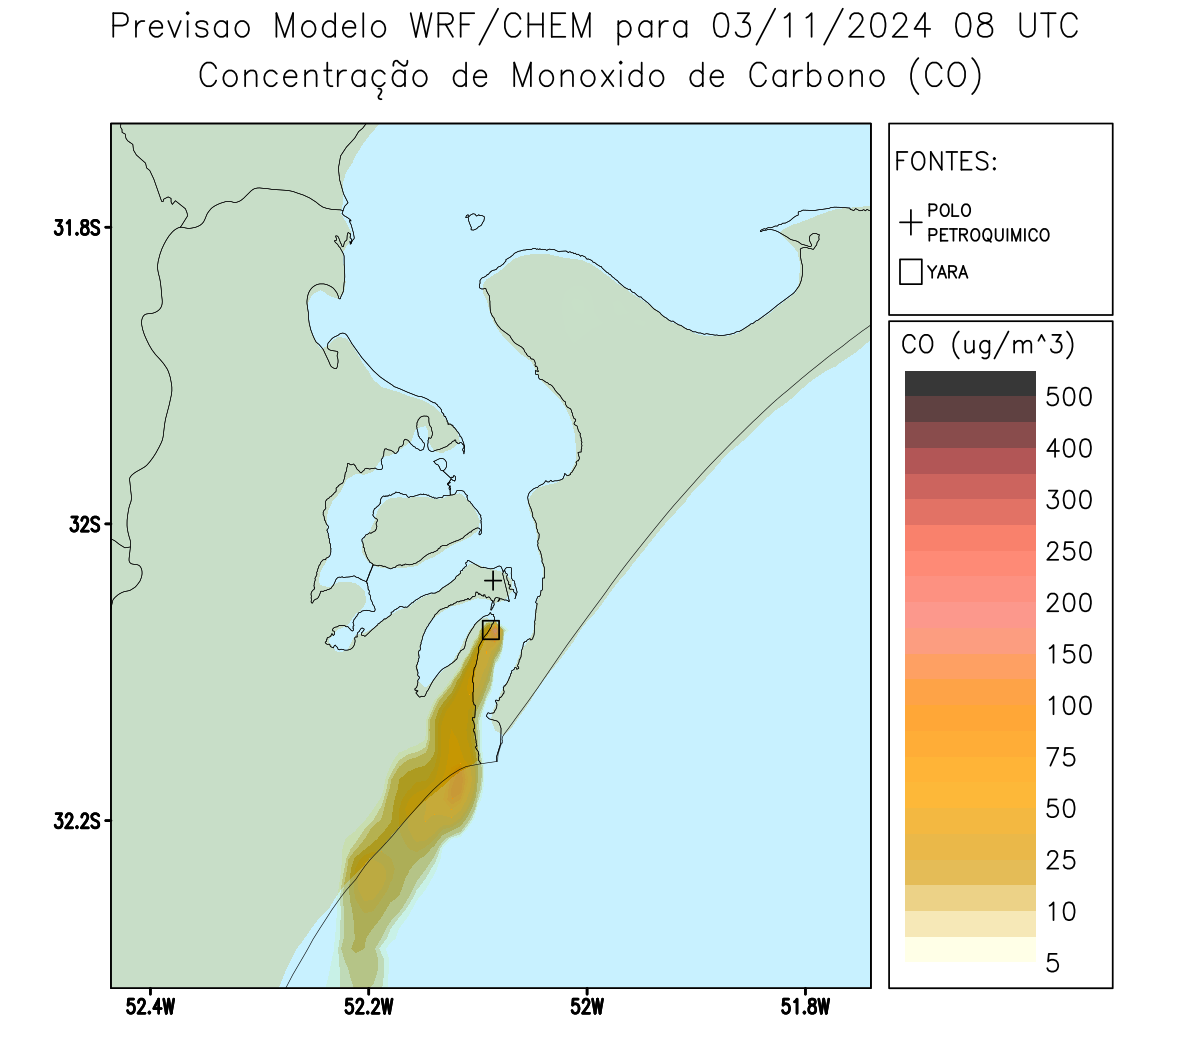 Previsao Modelo WRF/CHEM para 03/11/2024 08 UTC
Concentração de Monoxido de Carbono (CO)
FONTES:
POLO
PETROQUIMICO
YARA
CO (ug/m^3)
500
400
300
250
200
150
100
75
50
25
10
5
31.8S
32S
32.2S
52.4W
52.2W
52W
51.8W